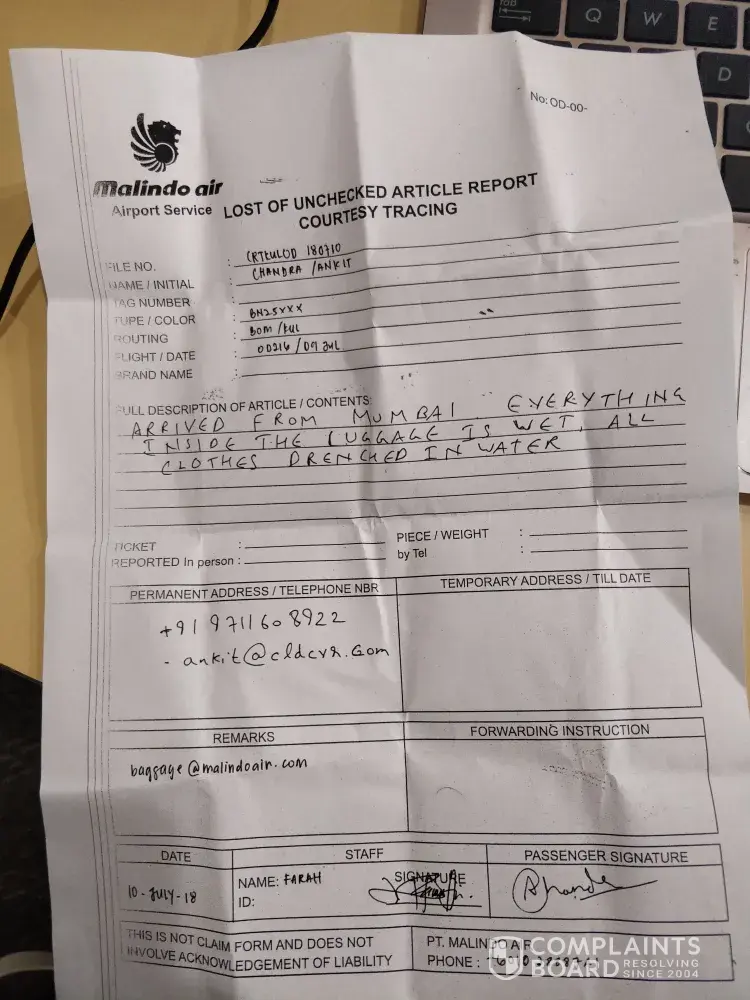 Q W E
D
No: OD-00-
malindo air
Airport Service
LOST OF UNCHECKED ARTICLE REPORT
COURTESY TRACING
FILE NO. : CRTKULOD 180710
NAME / INITIAL : CHANDRA / ANKIT
TAG NUMBER
TYPE / COLOR : BN25YXX
ROUTING : BOM / KUL
FLIGHT / DATE : OD216 / 09 JUL
BRAND NAME :
FULL DESCRIPTION OF ARTICLE / CONTENTS:
ARRIVED FROM MUMBAI. EVERYTHING
INSIDE THE LUGGAGE IS WET. ALL
CLOTHES DRENCHED IN WATER
TICKET : PIECE / WEIGHT :
REPORTED In person : by Tel :
PERMANENT ADDRESS / TELEPHONE NBR TEMPORARY ADDRESS / TILL DATE
+91 9711608922
- ankit@cldcvr.com
REMARKS FORWARDING INSTRUCTION
baggage@malindoair.com
DATE STAFF PASSENGER SIGNATURE
10-JULY-18 NAME: FARAH SIGNATURE
ID:
THIS IS NOT CLAIM FORM AND DOES NOT
INVOLVE ACKNOWLEDGEMENT OF LIABILITY
PT. MALINDO AIR
PHONE :
COMPLAINTS
BOARD RESOLVING
SINCE 2004